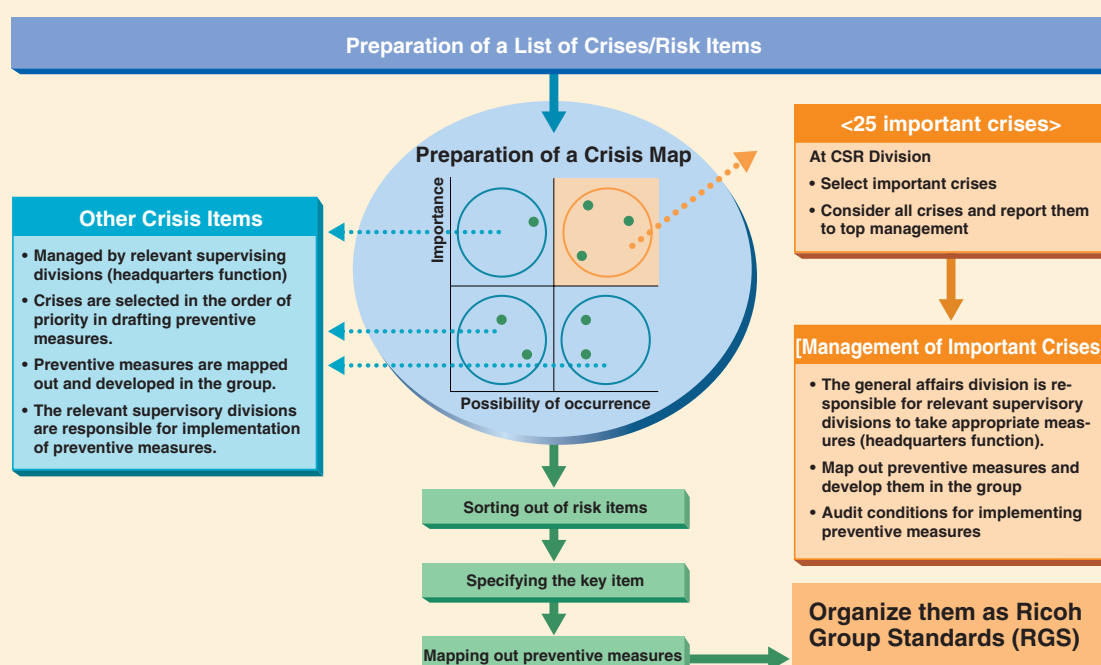 Preparation of a List of Crises/Risk Items
Preparation of a Crisis Map
Importance
Possibility of occurrence
<25 important crises>
At CSR Division
• Select important crises
• Consider all crises and report them
to top management
Other Crisis Items
• Managed by relevant supervising
divisions (headquarters function)
• Crises are selected in the order of
priority in drafting preventive
measures.
• Preventive measures are mapped
out and developed in the group.
• The relevant supervisory divisions
are responsible for implementation
of preventive measures.
[Management of Important Crises]
• The general affairs division is re-
sponsible for relevant supervisory
divisions to take appropriate meas-
ures (headquarters function).
• Map out preventive measures and
develop them in the group
• Audit conditions for implementing
preventive measures
Sorting out of risk items
Specifying the key item
Mapping out preventive measures
Organize them as Ricoh
Group Standards (RGS)